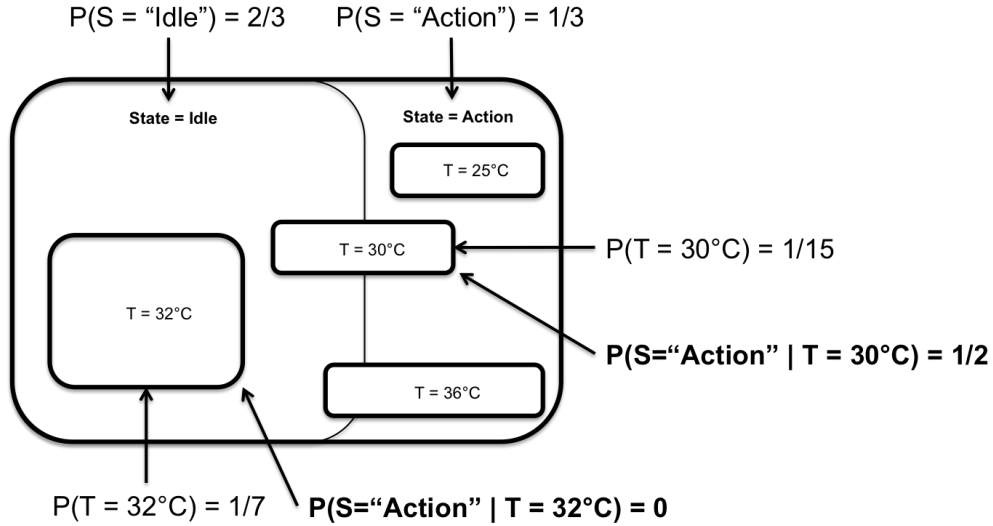 P(S = “Idle”) = 2/3
P(S = “Action”) = 1/3
State = Idle
State = Action
T = 25°C
T = 30°C
P(T = 30°C) = 1/15
T = 32°C
P(S=“Action” | T = 30°C) = 1/2
T = 36°C
P(T = 32°C) = 1/7
P(S=“Action” | T = 32°C) = 0